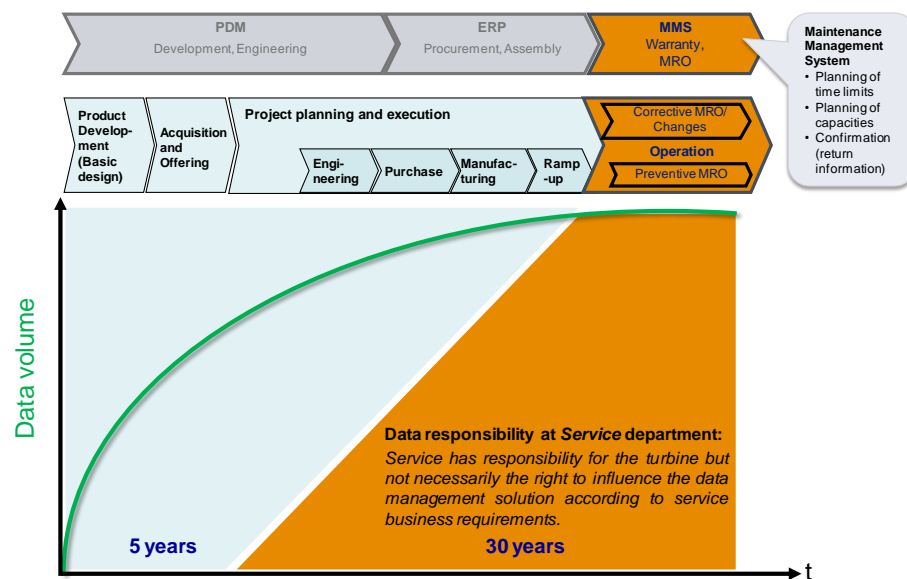 PDM
Development, Engineering
ERP
Procurement, Assembly
MMS
Warranty,
MRO
Maintenance
Management
System
• Planning of
time limits
• Planning of
capacities
• Confirmation
(return
information)
Product
Develop-
ment
(Basic
design)
Acquisition
and
Offering
Project planning and execution
Engi-
neering
Purchase
Manufac-
turing
Ramp
-up
Corrective MRO/
Changes
Operation
Preventive MRO
Data volume
Data responsibility at Service department:
Service has responsibility for the turbine but
not necessarily the right to influence the data
management solution according to service
business requirements.
5 years
30 years
t